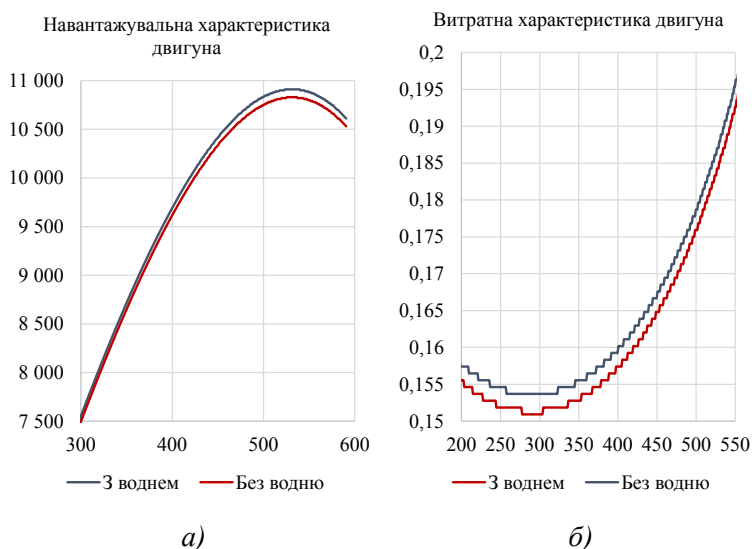 Навантажувальна характеристика
двигуна
11 000
10 500
10 000
9 500
9 000
8 500
8 000
7 500
300 400 500 600
З воднем Без водню
а)
Витратна характеристика двигуна
0,2
0,195
0,19
0,185
0,18
0,175
0,17
0,165
0,16
0,155
0,15
200 250 300 350 400 450 500 550
З воднем Без водню
б)